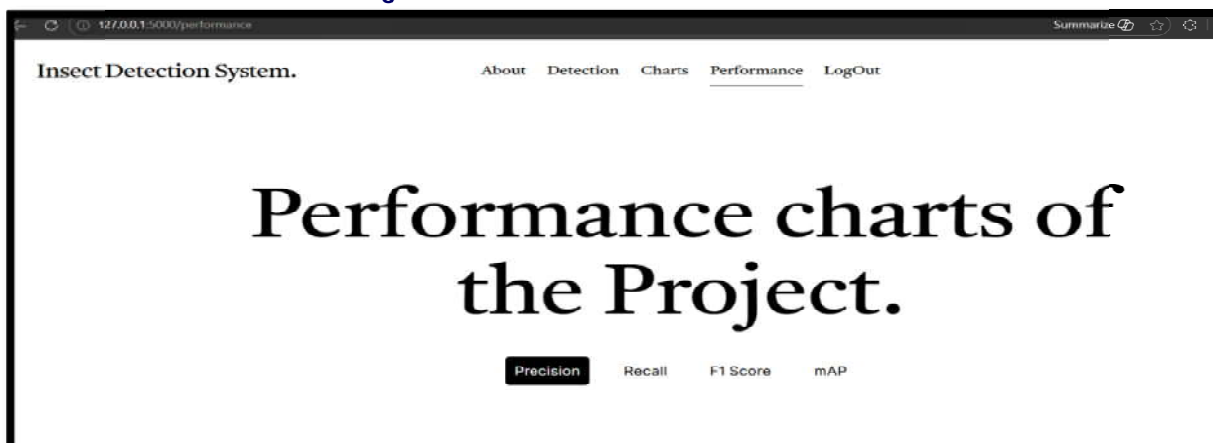 127.0.0.1:5000/performance Summarize
Insect Detection System. About Detection Charts Performance LogOut
Performance charts of
the Project.
Precision Recall F1 Score mAP